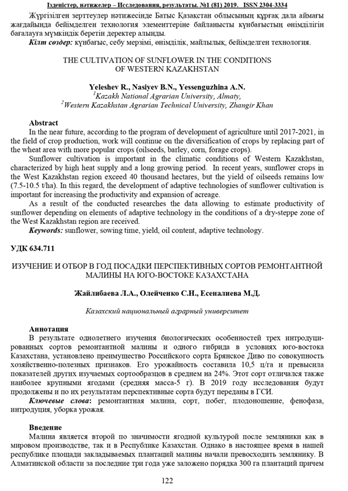 Ізденістер, нәтижелер – Исследования, результаты. №1 (81) 2019. ISSN 2304-3334
Жүргізілген зерттеулер нәтижесінде Батыс Қазақстан облысының құрғақ дала аймағы
жағдайында бейімделген технология элементтеріне байланысты күнбағыстың өнімділігін
бағалауға мүмкіндік беретін деректер алынды.
Кілт сөздер: күнбағыс, себу мерзімі, өнімділік, майлылық, бейімделген технология.
THE CULTIVATION OF SUNFLOWER IN THE CONDITIONS
OF WESTERN KAZAKHSTAN
Yeleshev R., Nasiyev B.N., Yessenguzhina A.N.
1Kazakh National Agrarian University, Almaty,
2Western Kazakhstan Agrarian Technical University, Zhangir Khan
Abstract
In the near future, according to the program of development of agriculture until 2017-2021, in
the field of crop production, work will continue on the diversification of crops by replacing part of
the wheat area with more popular crops (oilseeds, barley, corn, forage crops).
Sunflower cultivation is important in the climatic conditions of Western Kazakhstan,
characterized by high heat supply and a long growing period. In recent years, sunflower crops in
the West Kazakhstan region exceed 40 thousand hectares, but the yield of oilseeds remains low
(7.5-10.5 t/ha). In this regard, the development of adaptive technologies of sunflower cultivation is
important for increasing productivity and expansion of acreage.
As a result of the conducted researches the data allowing to estimate productivity of
sunflower depending on elements of adaptive technology in the conditions of a dry-steppe zone of
the West Kazakhstan region are received.
Keywords: sunflower, sowing time, yield, oil content, adaptive technology.
УДК 634.711
ИЗУЧЕНИЕ И ОТБОР В ГОД ПОСАДКИ ПЕРСПЕКТИВНЫХ СОРТОВ РЕМОНТАНТНОЙ
МАЛИНЫ НА ЮГО-ВОСТОКЕ КАЗАХСТАНА
Жайлибаева Л.А., Олейченко С.Н., Есеналиева М.Д.
Казахский национальный аграрный университет
Аннотация
В результате однолетнего изучения биологических особенностей трех интродуци-
рованных сортов ремонтантной малины и одного гибрида в условиях юго-востока
Казахстана, установлено преимущество Российского сорта Брянское Диво по совокупность
хозяйственно-полезных признаков. Его урожайность составила 10,5 ц/га и превысила
показателей других изучаемых сортообразцов в среднем на 24%. Этот сорт отличался также
наиболее крупными ягодами (средняя масса-5 г). В 2019 году исследования будут
продолжены и по их результатам перспективные сорта будут переданы в ГСИ.
Ключевые слова: ремонтантная малина, сорт, побег, плодоношение, фенофаза,
интродуция, уборка урожая.
Введение
Малина является второй по значимости ягодной культурой после земляники как в
мировом производстве, так и в Республике Казахстан. Однако в настоящее время в нашей
республике площади закладываемых плантаций малины начали превосходить землянику. В
Алматинской области за последние три года уже заложено порядка 300 га плантаций причем
122